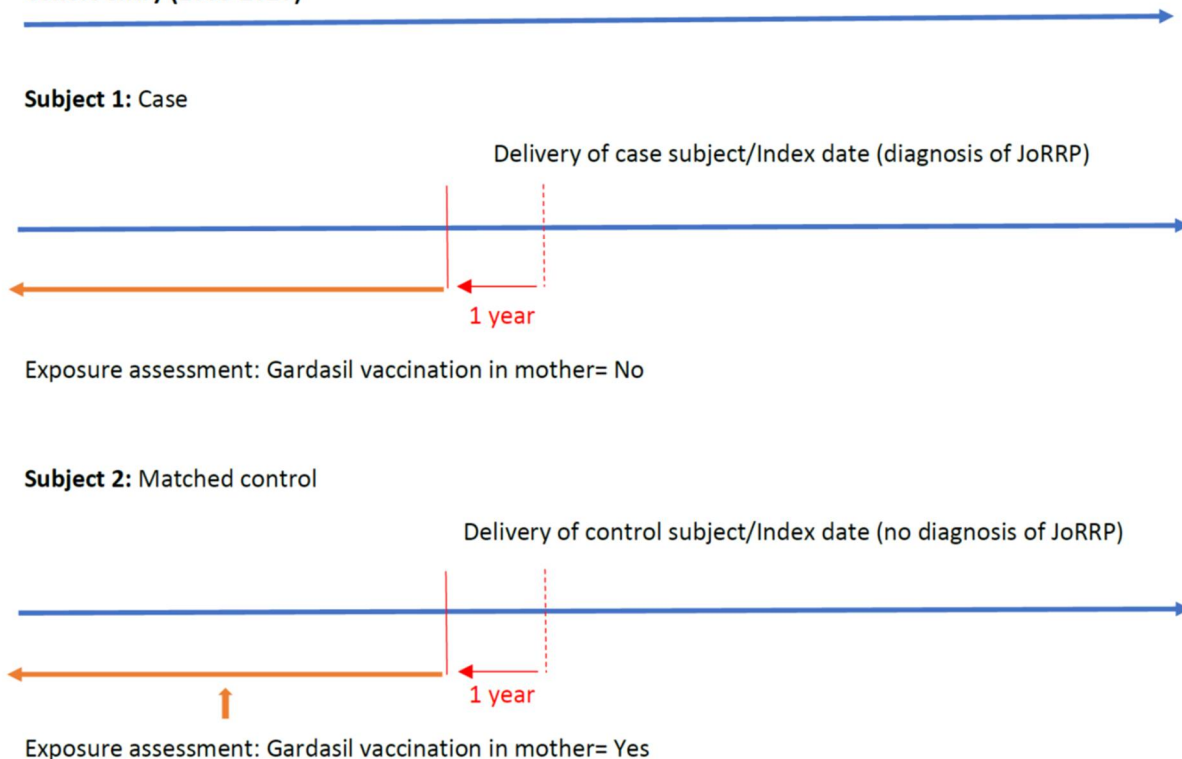 Subject 1: Case
Delivery of case subject/Index date (diagnosis of JoRRP)
1 year
Exposure assessment: Gardasil vaccination in mother= No
Subject 2: Matched control
Delivery of control subject/Index date (no diagnosis of JoRRP)
1 year
Exposure assessment: Gardasil vaccination in mother= Yes